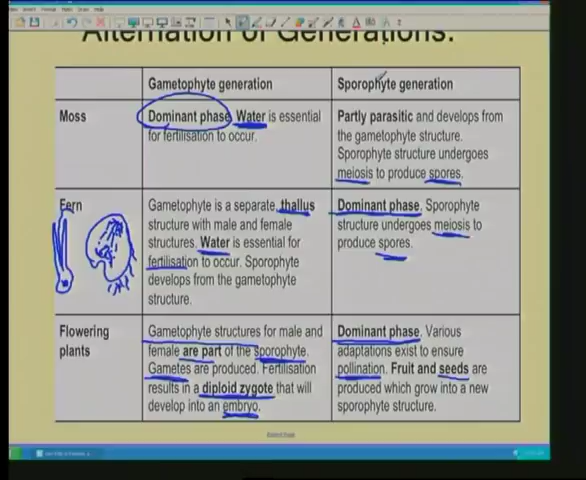 Alternation of Generations.
Gametophyte generation
Sporophyte generation
Moss
Dominant phase. Water is essential
for fertilisation to occur.
Partly parasitic and develops from
the gametophyte structure.
Sporophyte structure undergoes
meiosis to produce spores.
Fern
Gametophyte is a separate, thallus
structure with male and female
structures. Water is essential for
fertilisation to occur. Sporophyte
develops from the gametophyte
structure.
Dominant phase. Sporophyte
structure undergoes meiosis to
produce spores.
Flowering
plants
Gametophyte structures for male and
female are part of the sporophyte.
Gametes are produced. Fertilisation
results in a diploid zygote that will
develop into an embryo.
Dominant phase. Various
adaptations exist to ensure
pollination. Fruit and seeds are
produced which grow into a new
sporophyte structure.